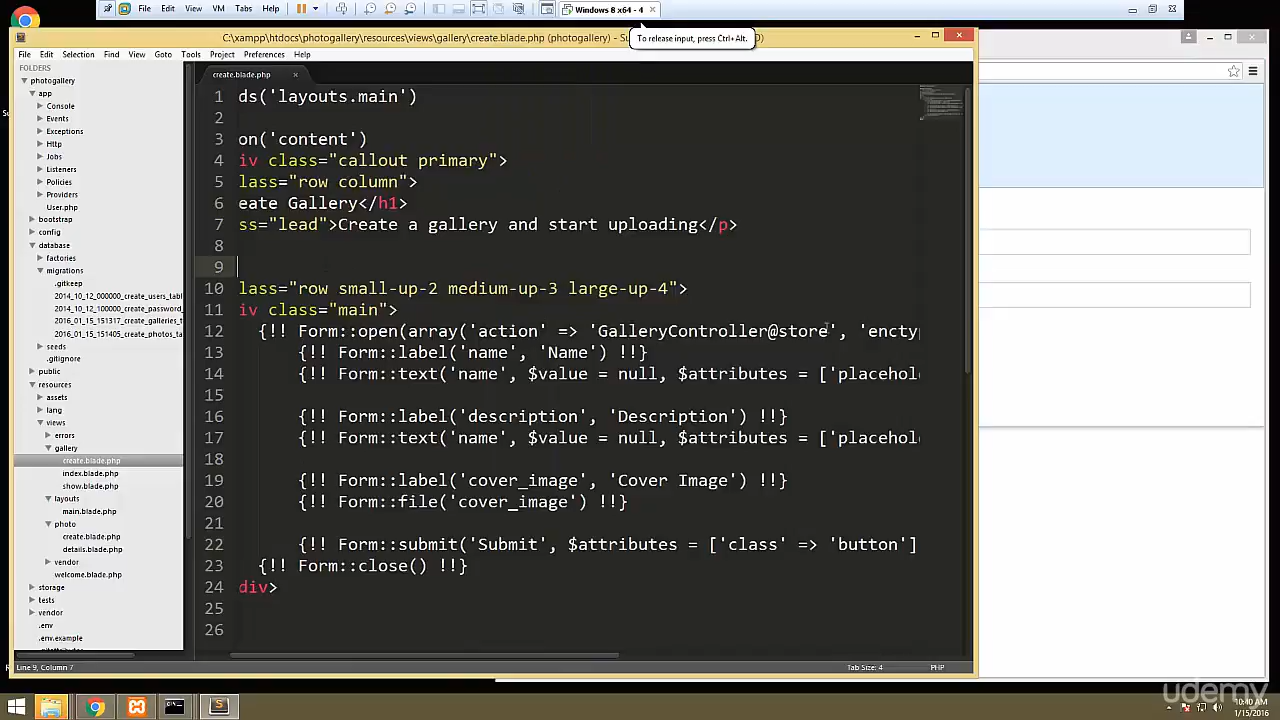 File Edit View VM Tabs Help Windows 8 x64 - 4
To release input, press Ctrl+Alt.
C:\xampp\htdocs\photogallery\resources\views\gallery\create.blade.php (photogallery) - Su
File Edit Selection Find View Goto Tools Project Preferences Help
FOLDERS
photogallery
app
Console
Events
Exceptions
Http
Jobs
Listeners
Policies
Providers
User.php
bootstrap
config
database
factories
migrations
.gitkeep
2014_10_12_000000_create_users_tabl
2014_10_12_100000_create_password_
2016_01_15_151317_create_galleries_t
2016_01_15_151405_create_photos_ta
seeds
.gitignore
public
resources
assets
lang
views
errors
gallery
create.blade.php
index.blade.php
show.blade.php
layouts
main.blade.php
photo
create.blade.php
details.blade.php
vendor
welcome.blade.php
storage
tests
vendor
.env
.env.example
create.blade.php
1 ds('layouts.main')
2
3 on('content')
4 iv class="callout primary">
5 lass="row column">
6 eate Gallery</h1>
7 ss="lead">Create a gallery and start uploading</p>
8
9
10 lass="row small-up-2 medium-up-3 large-up-4">
11 iv class="main">
12 {!! Form::open(array('action' => 'GalleryController@store', 'encty
13 {!! Form::label('name', 'Name') !!}
14 {!! Form::text('name', $value = null, $attributes = ['placehol
15
16 {!! Form::label('description', 'Description') !!}
17 {!! Form::text('name', $value = null, $attributes = ['placehol
18
19 {!! Form::label('cover_image', 'Cover Image') !!}
20 {!! Form::file('cover_image') !!}
21
22 {!! Form::submit('Submit', $attributes = ['class' => 'button']
23 {!! Form::close() !!}
24 div>
25
26
Line 9, Column 7 Tab Size: 4 PHP
udemy
10:40 AM
1/15/2016